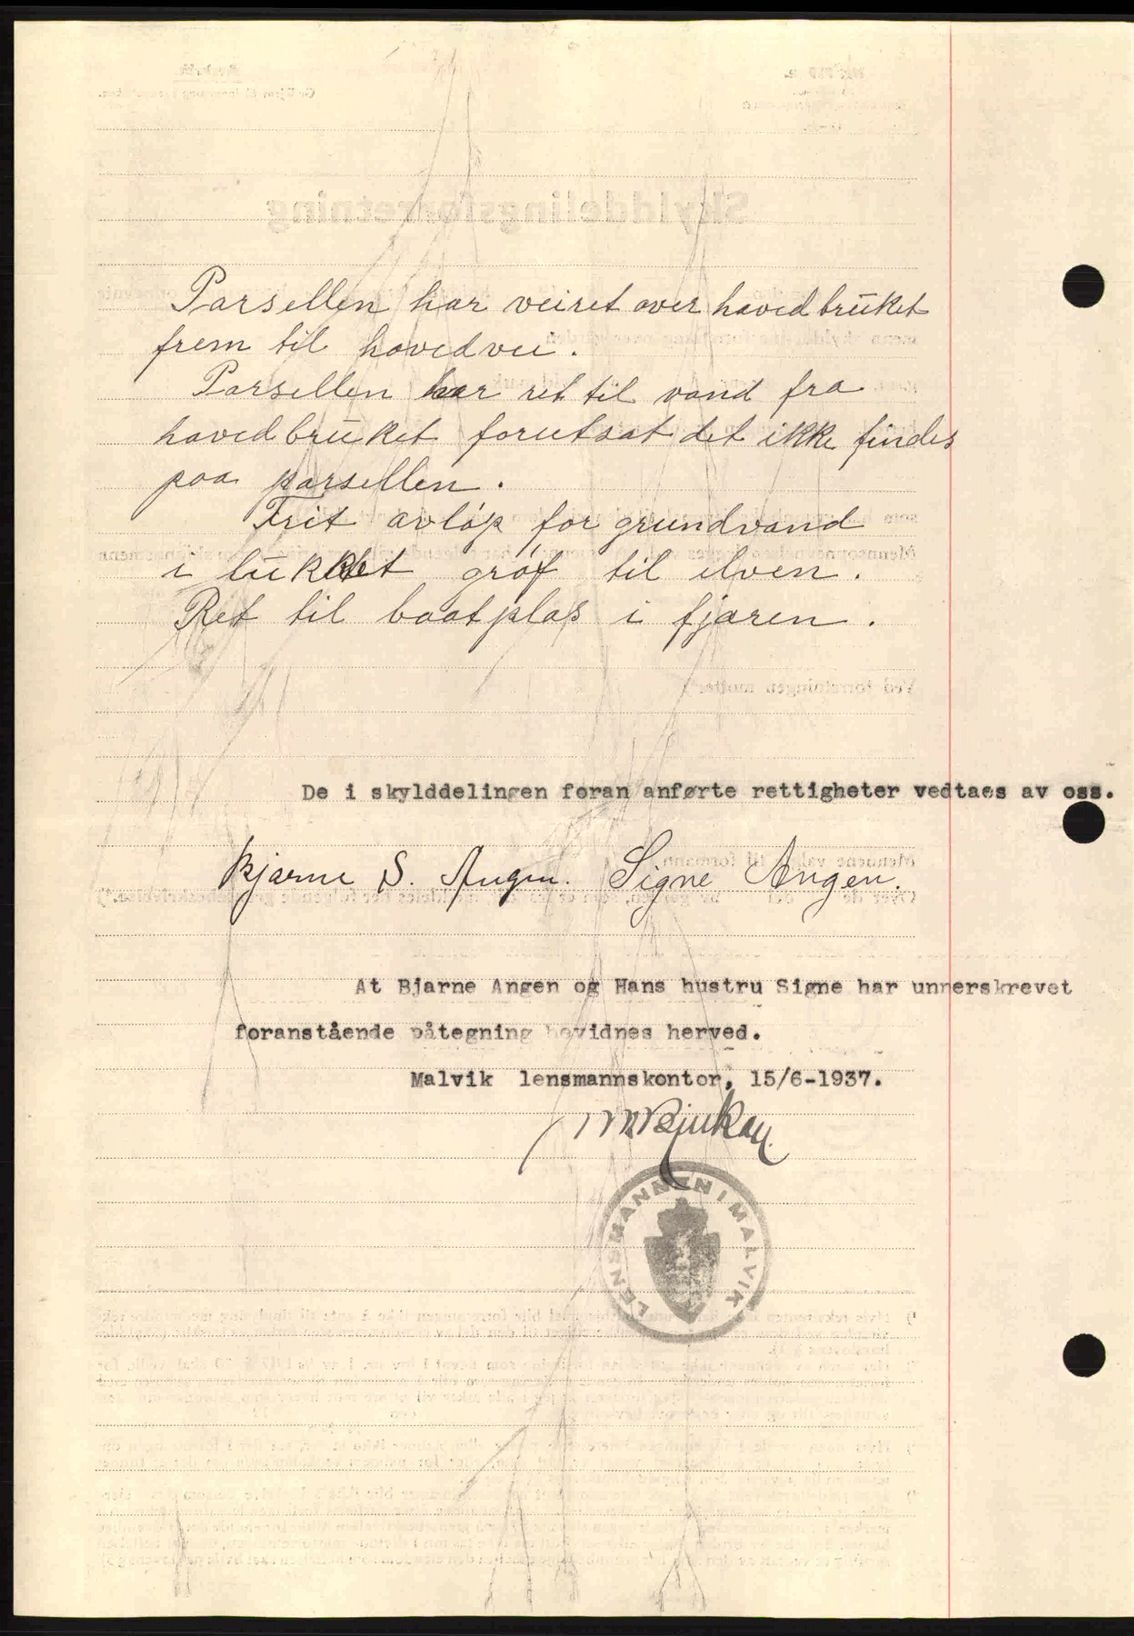 Parsellen har veiret over hovedbruket
frem til hovedvei.
Parsellen har ret til vand fra
hovedbruket forutsat det ikke findes
paa parsellen.
Frit avløp for grundvand
i lukket grøf til elven.
Ret til baatplas i fjæren.
De i skylddelingen foran anførte rettigheter vedtaes av oss.
Bjarne S. Angen. Signe Angen.
At Bjarne Angen og Hans hustru Signe har unnerskrevet
foranstående påtegning bevidnes herved.
Malvik lensmannskontor, 15/6-1937.
LENSMANNEN I MALVIK